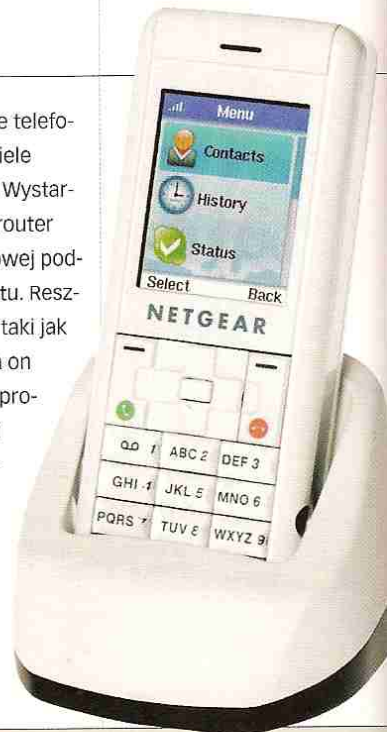 e telefo-
iele
Wystar-
router
owej pod-
tu. Resz-
taki jak
on
pro-
Menu
Contacts
History
Status
Select Back
NETGEAR
1 ABC 2 DEF 3
GHI 4 JKL 5 MNO 6
PQRS 7 TUV 8 WXYZ 9